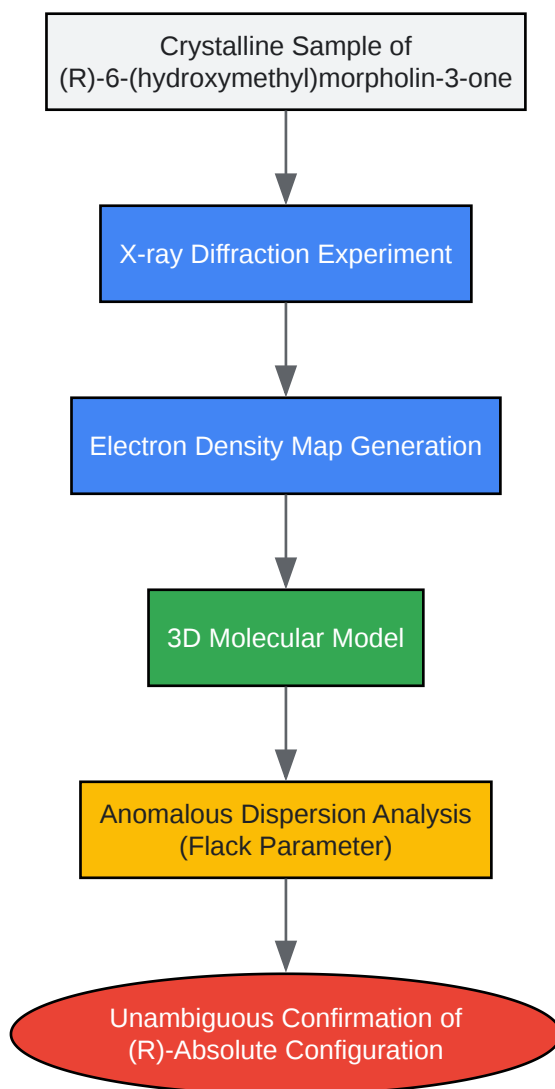 Crystalline Sample of
(R)-6-(hydroxymethyl)morpholin-3-one
X-ray Diffraction Experiment
Electron Density Map Generation
3D Molecular Model
Anomalous Dispersion Analysis
(Flack Parameter)
Unambiguous Confirmation of
(R)-Absolute Configuration